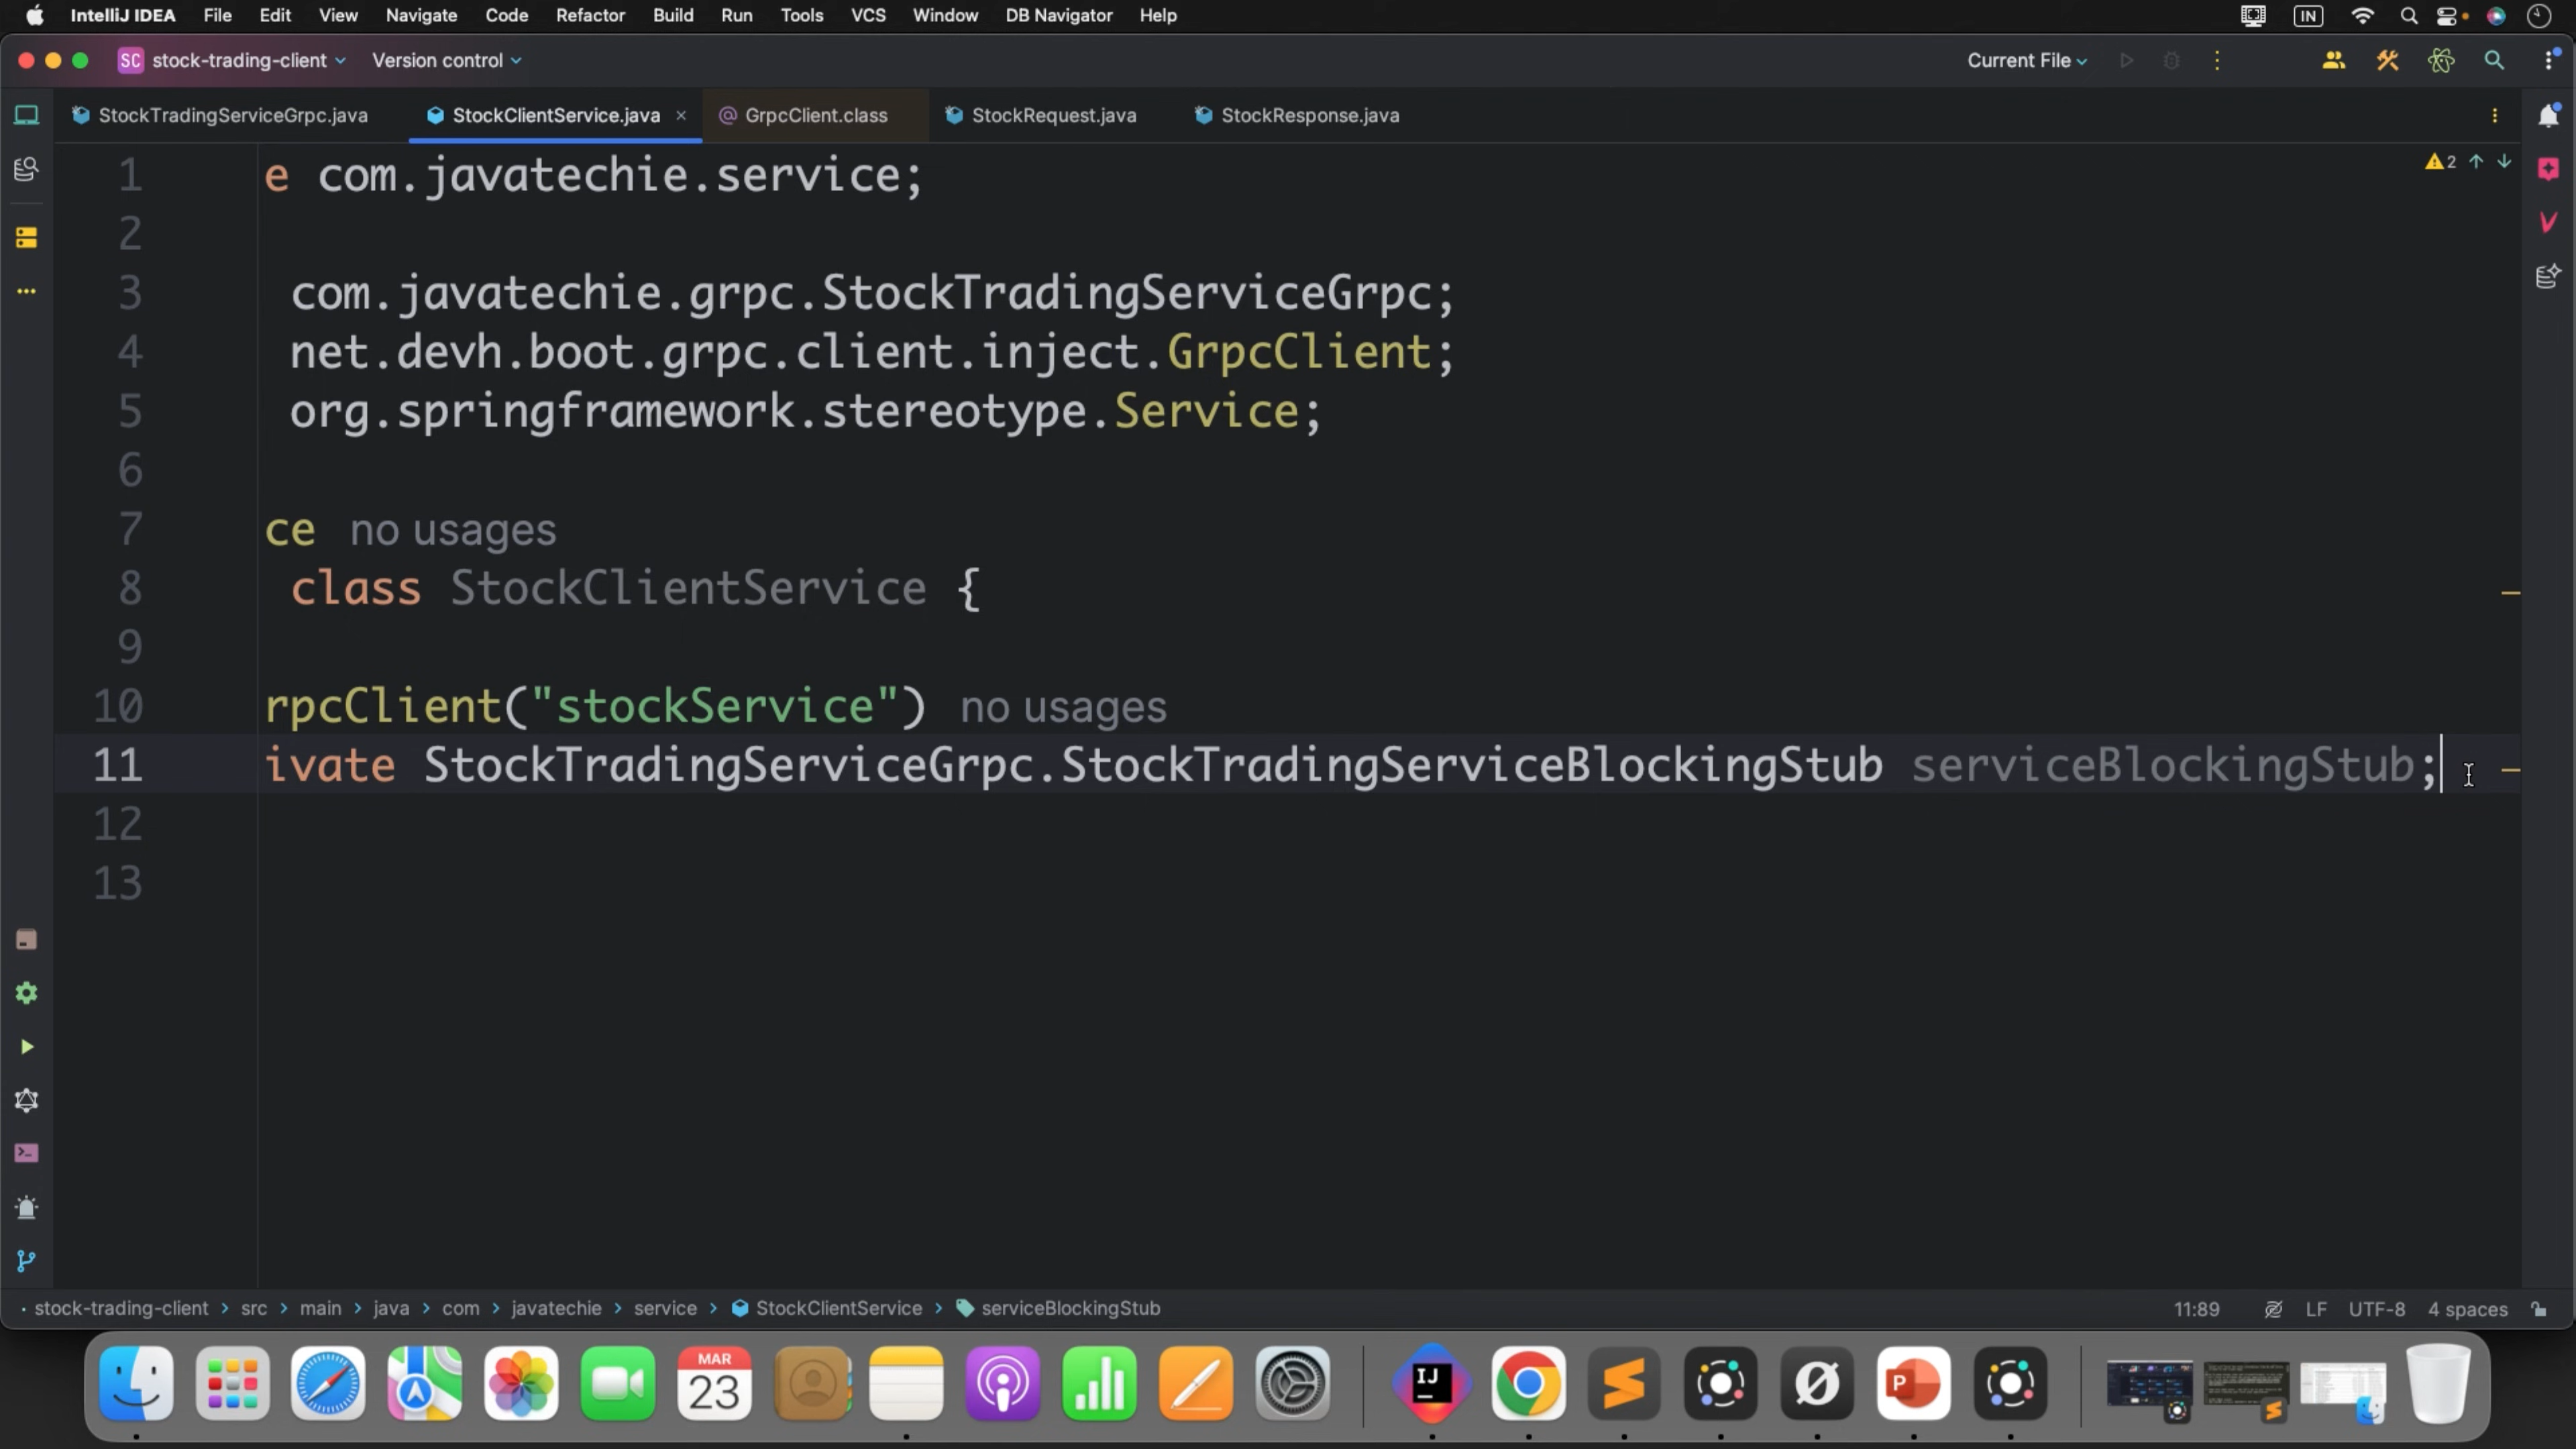 IntelliJ IDEA File Edit View Navigate Code Refactor Build Run Tools VCS Window DB Navigator Help IN
SC stock-trading-client Version control Current File
StockTradingServiceGrpc.java StockClientService.java GrpcClient.class StockRequest.java StockResponse.java
1 e com.javatechie.service; 2
2
3 com.javatechie.grpc.StockTradingServiceGrpc;
4 net.devh.boot.grpc.client.inject.GrpcClient;
5 org.springframework.stereotype.Service;
6
7 ce no usages
8 class StockClientService {
9
10 rpcClient("stockService") no usages
11 ivate StockTradingServiceGrpc.StockTradingServiceBlockingStub serviceBlockingStub;
12
13
stock-trading-client > src > main > java > com > javatechie > service > StockClientService > serviceBlockingStub 11:89 LF UTF-8 4 spaces
MAR
23
IJ
P